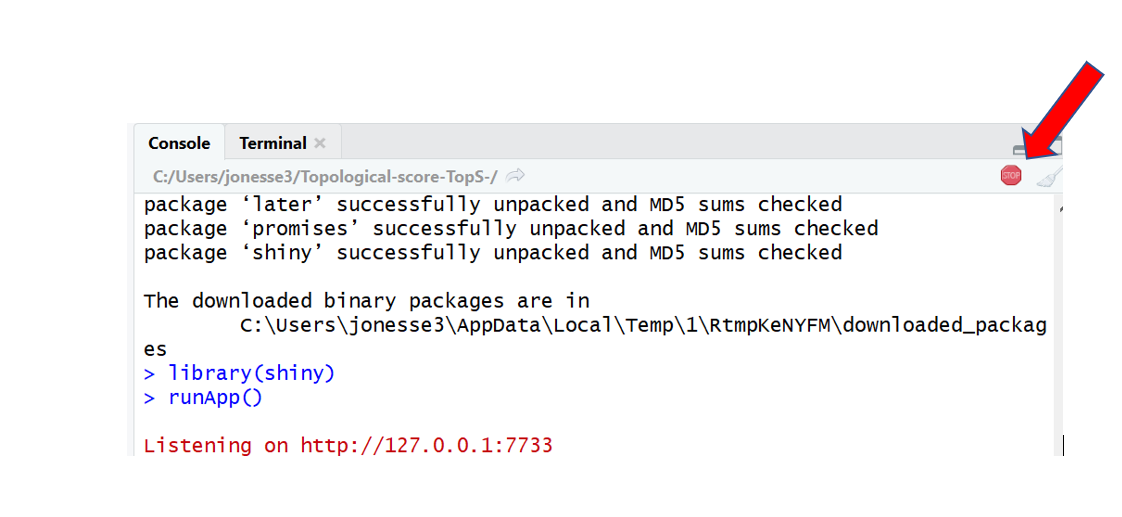 Console Terminal
C:/Users/jonesse3/Topological-score-TopS-/
STOP
package ‘later’ successfully unpacked and MD5 sums checked
package ‘promises’ successfully unpacked and MD5 sums checked
package ‘shiny’ successfully unpacked and MD5 sums checked
The downloaded binary packages are in
C:\Users\jonesse3\AppData\Local\Temp\1\RtmpKeNYFM\downloaded_packag
es
> library(shiny)
> runApp()
Listening on http://127.0.0.1:7733